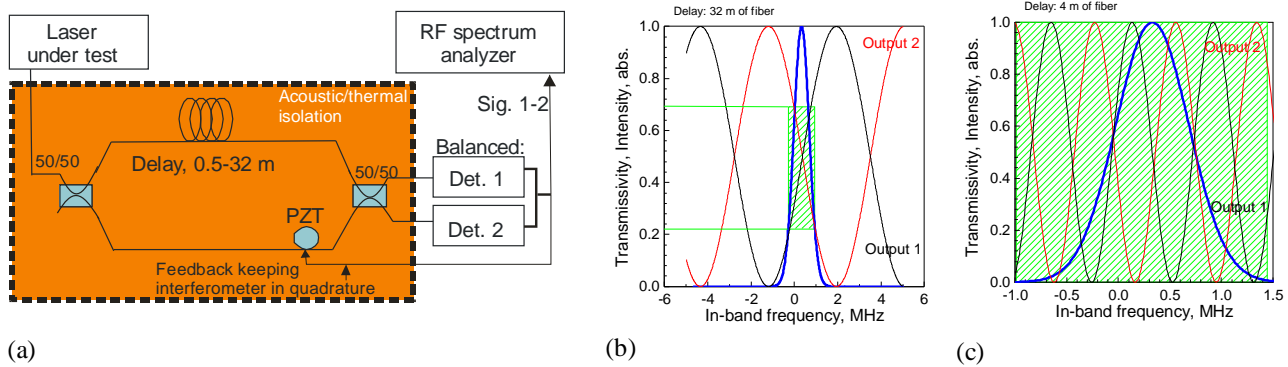 Laser
under test
RF spectrum
analyzer
Acoustic/thermal
isolation
Sig. 1-2
50/50
Delay, 0.5-32 m
Balanced:
50/50
Det. 1
PZT
Det. 2
Feedback keeping
interferometer in quadrature
(a)
Delay: 32 m of fiber
Transmissivity, Intensity, abs.
1.0
0.8
0.6
0.4
0.2
0.0
Output 2
Output 1
-6 -4 -2 0 2 4 6
In-band frequency, MHz
(b)
Delay: 4 m of fiber
Transmissivity, Intensity, abs.
1.0
0.8
0.6
0.4
0.2
0.0
Output 2
Output 1
-1.0 -0.5 0.0 0.5 1.0 1.5
In-band frequency, MHz
(c)